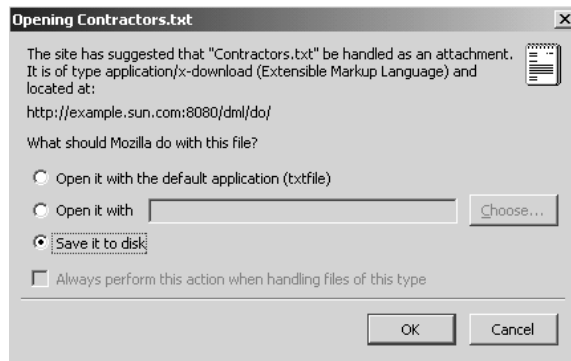 Opening Contractors.txt
The site has suggested that "Contractors.txt" be handled as an attachment.
It is of type application/x-download (Extensible Markup Language) and
located at:
http://example.sun.com:8080/dml/do/
What should Mozilla do with this file?
Open it with the default application (txtfile)
Open it with
Choose...
Save it to disk
Always perform this action when handling files of this type
OK
Cancel